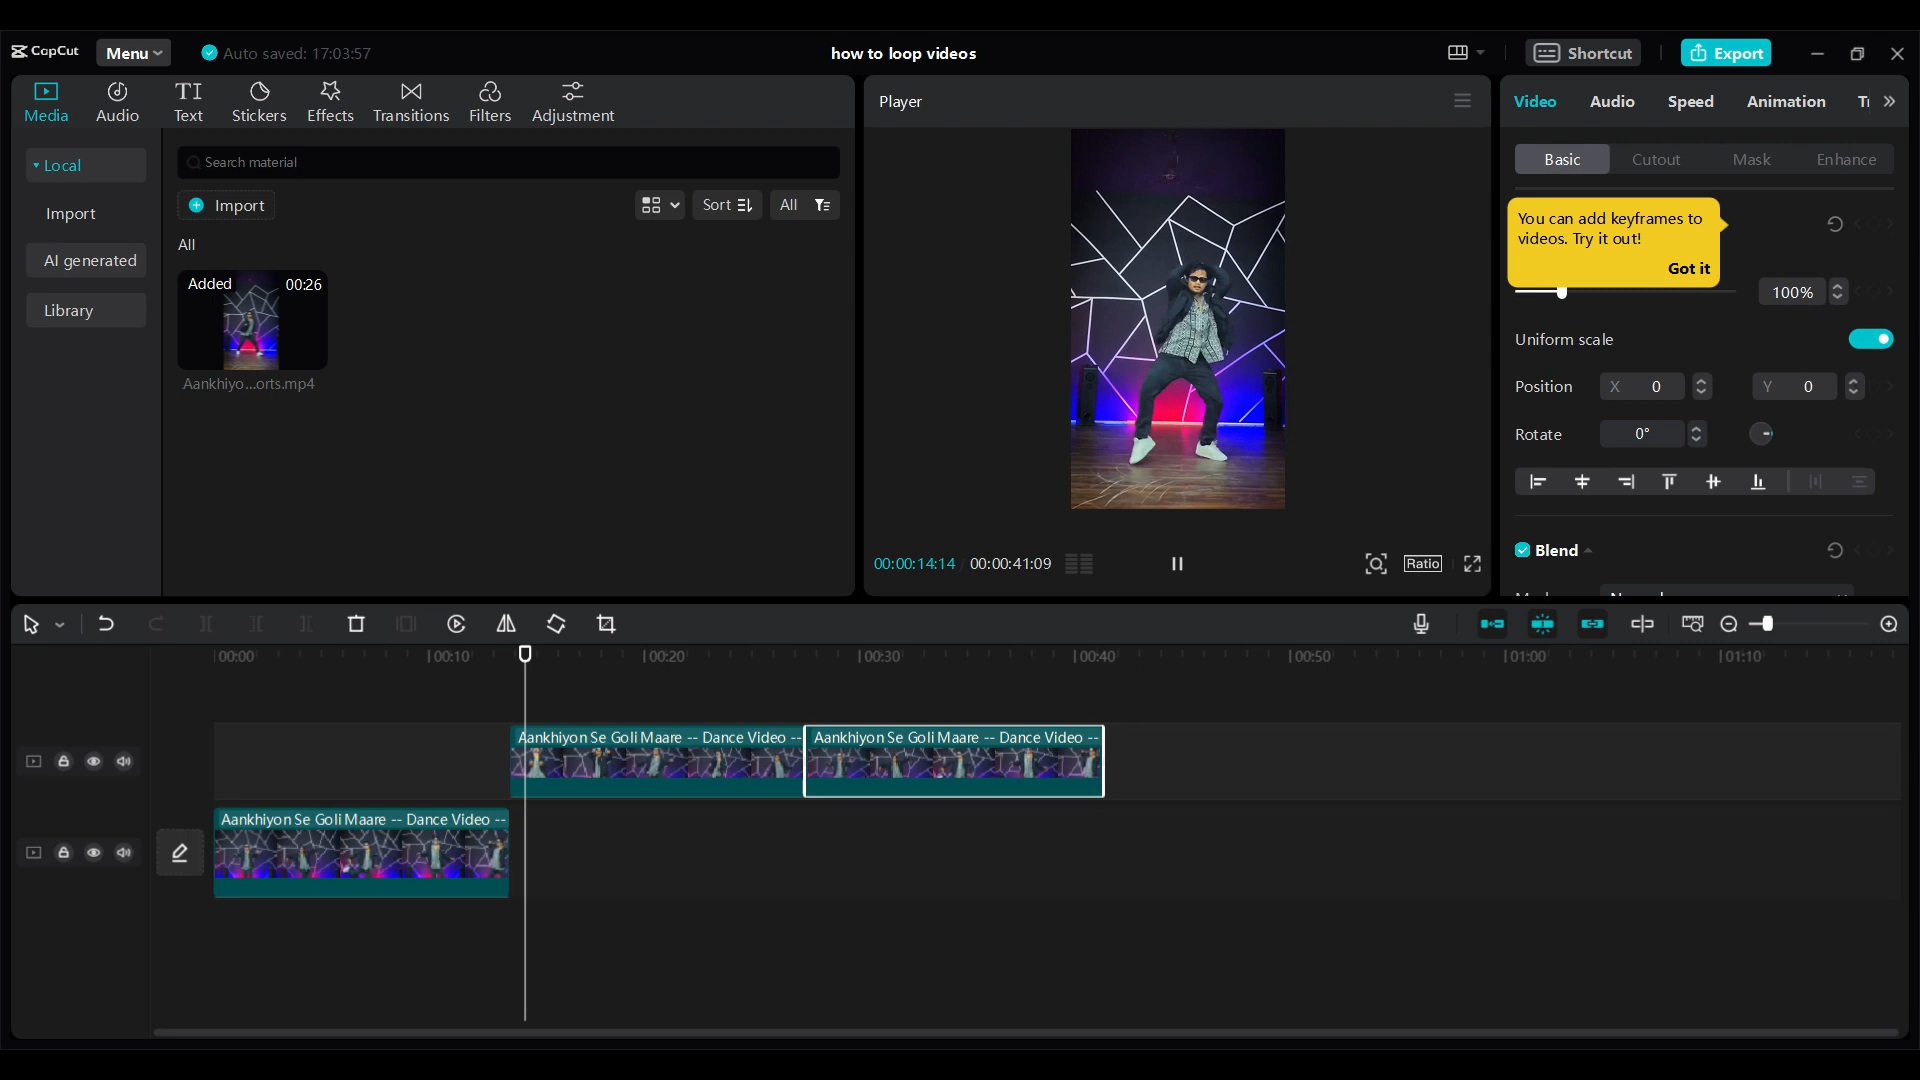 CapCut
Menu
Auto saved: 17:03:57
how to loop videos
Shortcut
Export
Media
Audio
Text
Stickers
Effects
Transitions
Filters
Adjustment
Local
Import
AI generated
Library
Search material
Import
Sort
All
All
Added
00:26
Aankhiyo...orts.mp4
Player
00:00:14:14
00:00:41:09
Ratio
Video
Audio
Speed
Animation
Basic
Cutout
Mask
Enhance
You can add keyframes to
videos. Try it out!
Got it
100%
Uniform scale
Position
X 0
Y 0
Rotate
0°
Blend
00:00
00:10
00:20
00:30
00:40
00:50
01:00
01:10
Aankhiyon Se Goli Maare -- Dance Video --
Aankhiyon Se Goli Maare -- Dance Video --
Aankhiyon Se Goli Maare -- Dance Video --